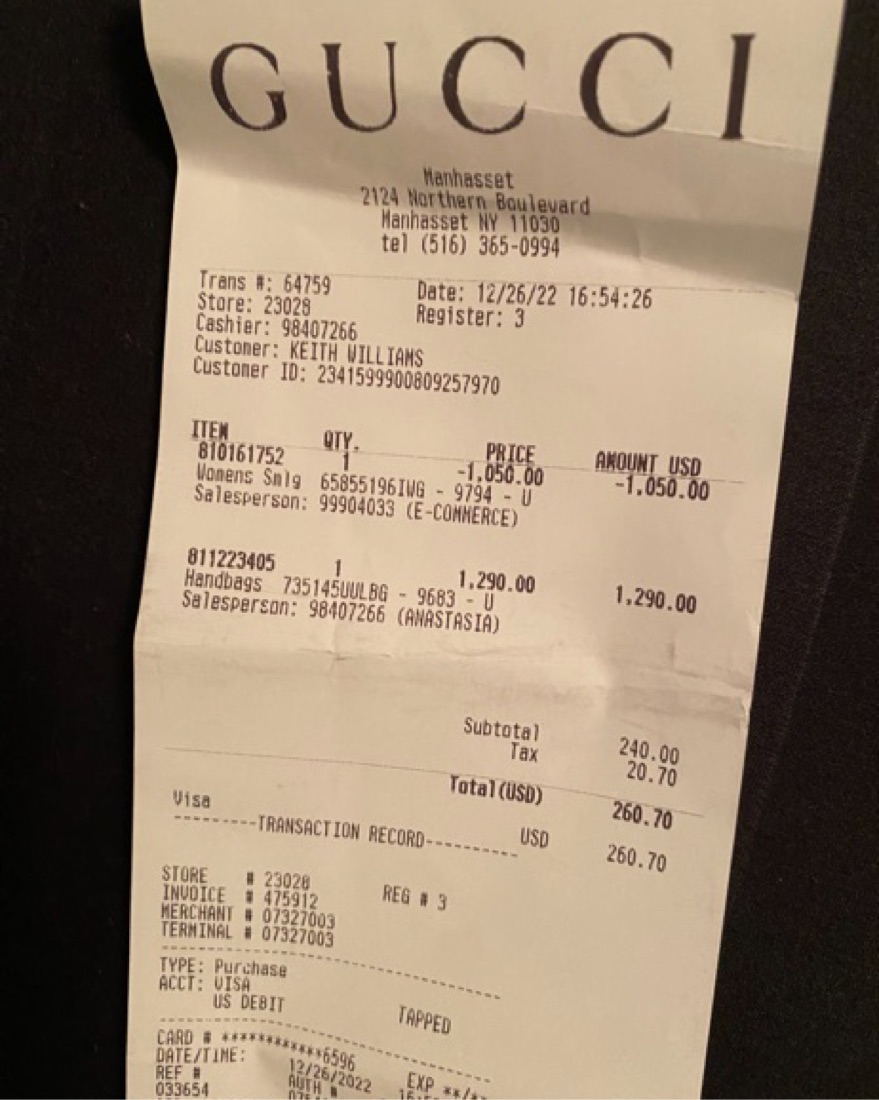 GUCCI
Manhasset
2124 Northern Boulevard
Manhasset NY 11030
tel (516) 365-0994
Trans #: 64759 Date: 12/26/22 16:54:26
Store: 23028 Register: 3
Cashier: 98407266
Customer: KEITH WILLIAMS
Customer ID: 2341599900809257970
ITEM QTY. PRICE AMOUNT USD
810161752 1 -1,050.00 -1,050.00
Womens Smlg 65855196IWG - 9794 - U
Salesperson: 99904033 (E-COMMERCE)
811223405 1 1,290.00 1,290.00
Handbags 735145UULBG - 9683 - U
Salesperson: 98407266 (ANASTASIA)
Subtotal 240.00
Tax 20.70
Total(USD) 260.70
Visa USD 260.70
---------TRANSACTION RECORD----------
STORE # 23028 REG # 3
INVOICE # 475912
MERCHANT # 07327003
TERMINAL # 07327003
TYPE: Purchase
ACCT: VISA TAPPED
US DEBIT
CARD # ************6596 EXP **/**
DATE/TIME: 12/26/2022
REF # AUTH #
033654